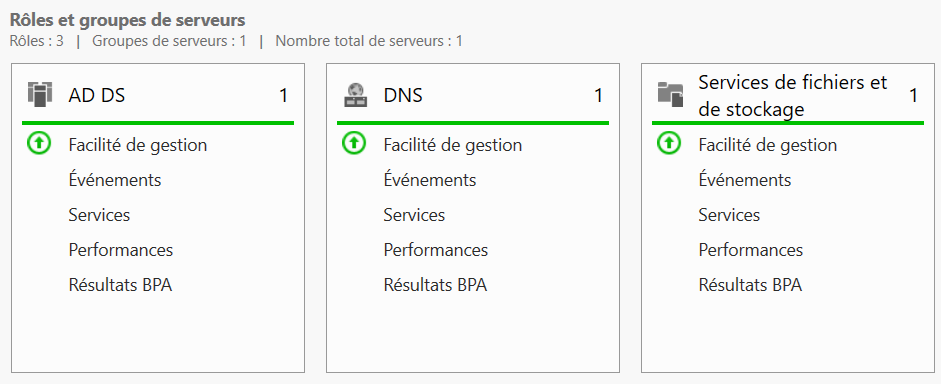 Rôles et groupes de serveurs
Rôles : 3 | Groupes de serveurs : 1 | Nombre total de serveurs : 1
AD DS 1
Facilité de gestion
Événements
Services
Performances
Résultats BPA
DNS 1
Facilité de gestion
Événements
Services
Performances
Résultats BPA
Services de fichiers et
de stockage 1
Facilité de gestion
Événements
Services
Performances
Résultats BPA